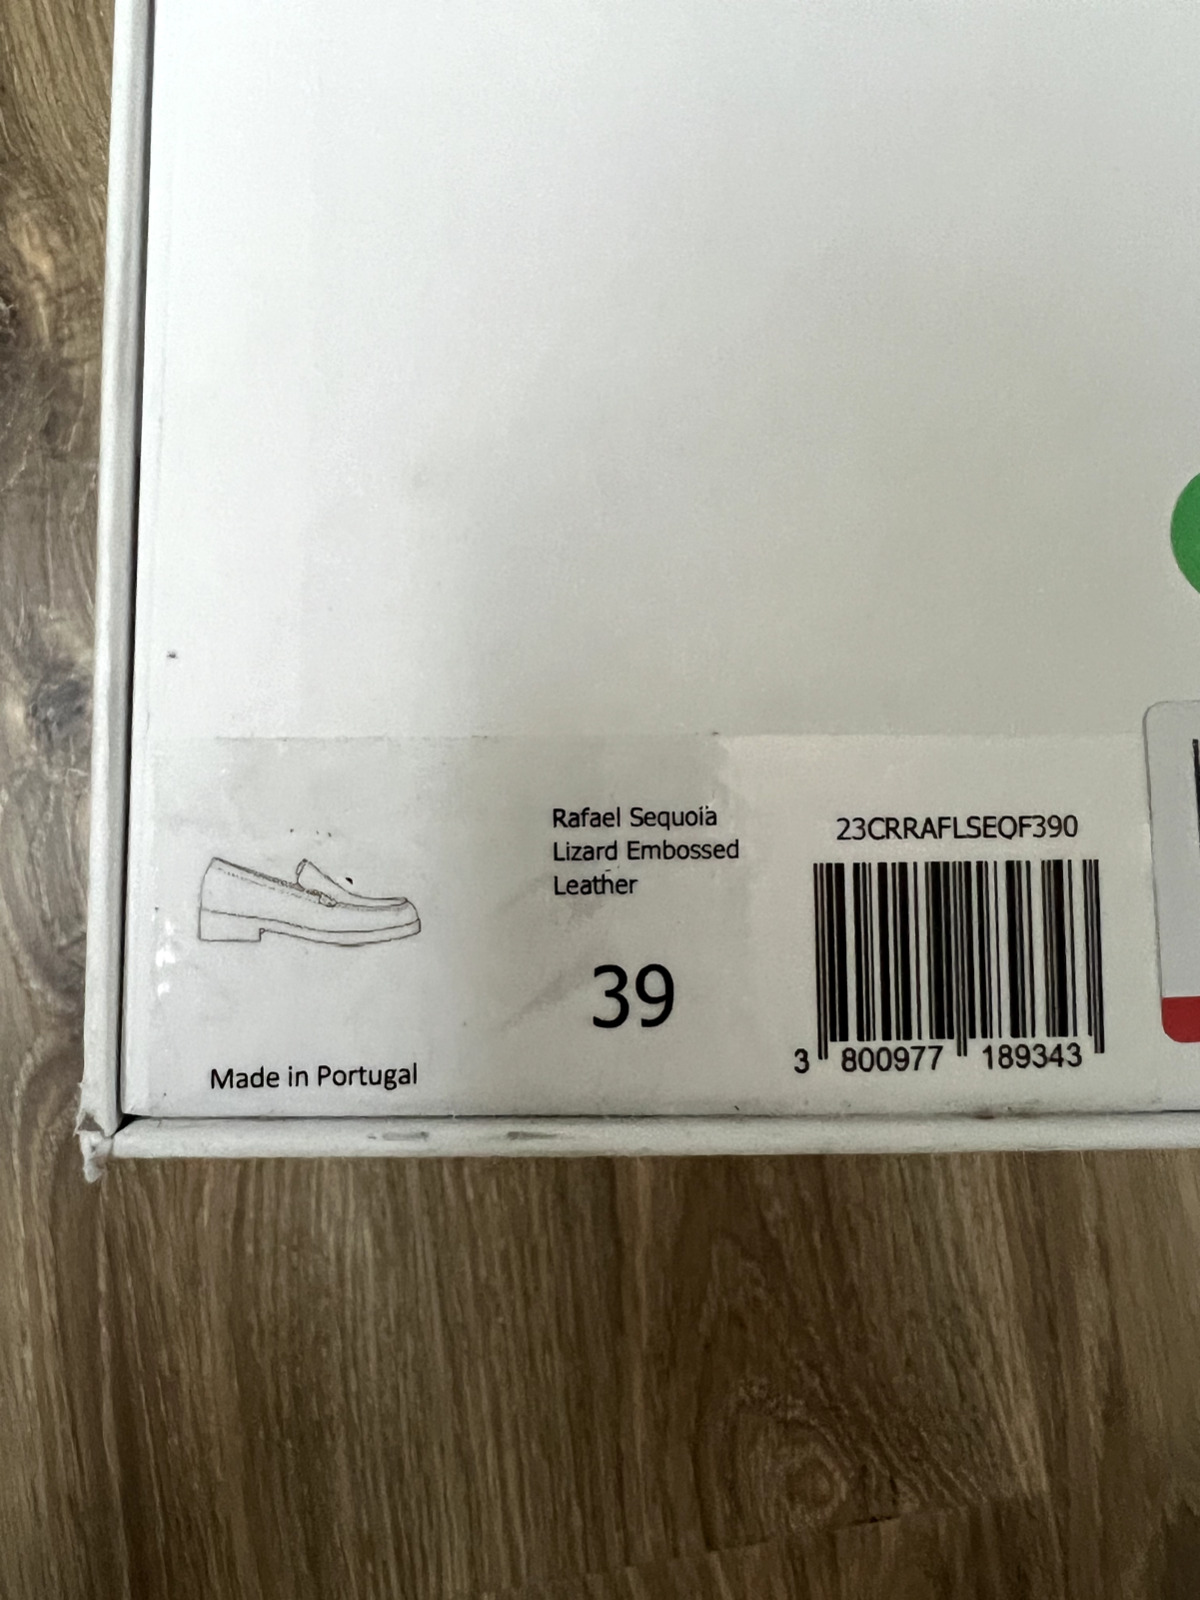 Rafael Sequoia
Lizard Embossed
Leather
39
Made in Portugal
23CRRAFLSEQF390
3 800977 189343